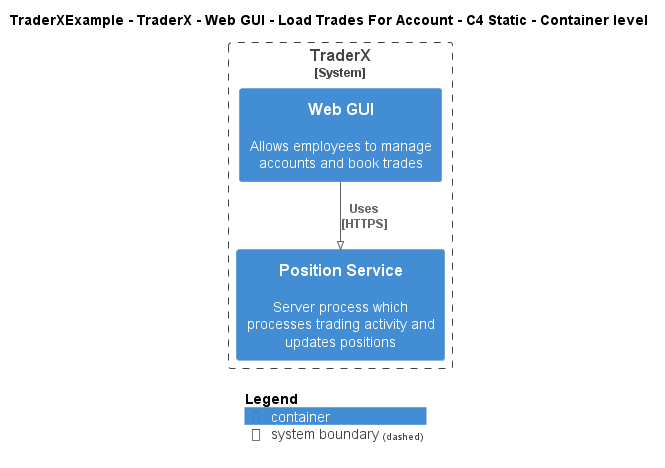 TraderXExample - TraderX - Web GUI - Load Trades For Account - C4 Static - Container level
TraderX
[System]
Web GUI
Allows employees to manage
accounts and book trades
Uses
[HTTPS]
Position Service
Server process which
processes trading activity and
updates positions
Legend
container
system boundary (dashed)